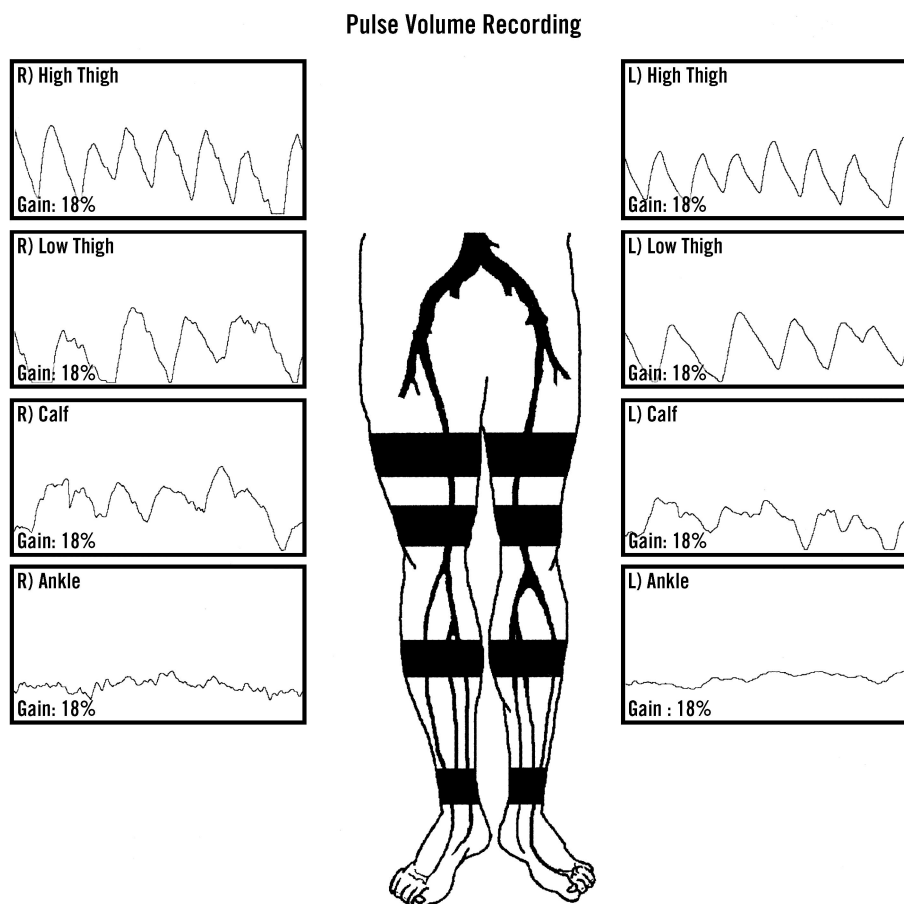 Pulse Volume Recording
R) High Thigh
Gain: 18%
L) High Thigh
Gain: 18%
R) Low Thigh
Gain: 18%
L) Low Thigh
Gain: 18%
R) Calf
Gain: 18%
L) Calf
Gain: 18%
R) Ankle
Gain: 18%
L) Ankle
Gain : 18%